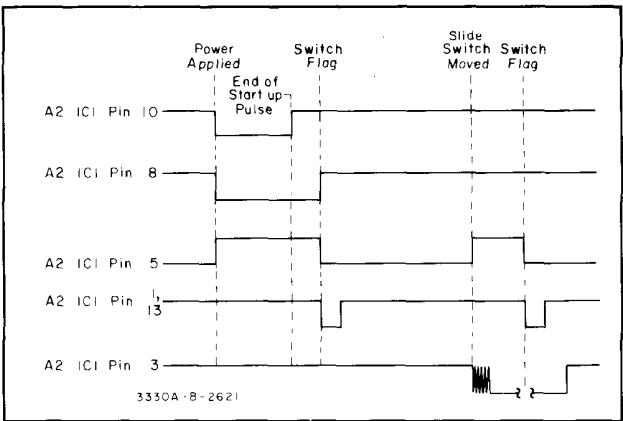 Power Applied
End of Start up Pulse
Switch Flag
Slide Switch Moved
Switch Flag
A2 IC1 Pin 10
A2 IC1 Pin 8
A2 IC1 Pin 5
A2 IC1 Pin 1, 13
A2 IC1 Pin 3
3330A-8-2621